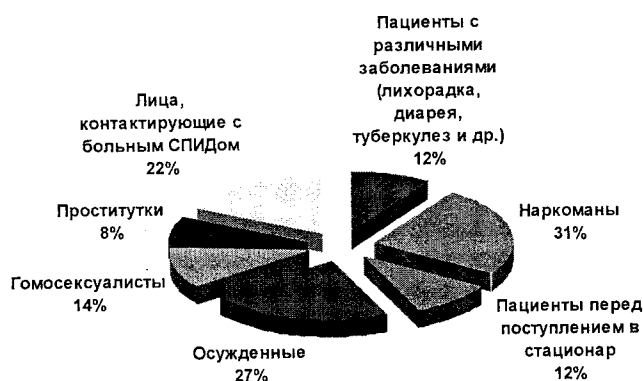 Пациенты с
различными
заболеваниями
(лихорадка,
диарея,
туберкулез и др.)
12%
Наркоманы
31%
Пациенты перед
поступлением в
стационар
12%
Осужденные
27%
Гомосексуалисты
14%
Проститутки
8%
Лица,
контактирующие с
больным СПИДом
22%